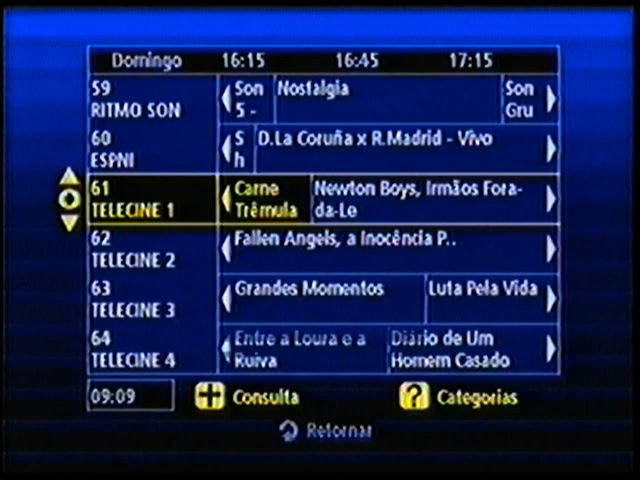 Domingo 16:15 16:45 17:15
59 Son Nostalgia Son
RITMO SON 5 - Gru
60 S D.La Coruña x R.Madrid - Vivo
ESPNI h
61 Carne Newton Boys, Irmãos Fora-
TELECINE 1 Trêmula da-Le
62 Fallen Angels, a Inocência P..
TELECINE 2
63 Grandes Momentos Luta Pela Vida
TELECINE 3
64 Entre a Loura e a Diário de Um
TELECINE 4 Ruiva Homem Casado
09:09 + Consulta ? Categorias
Retornar